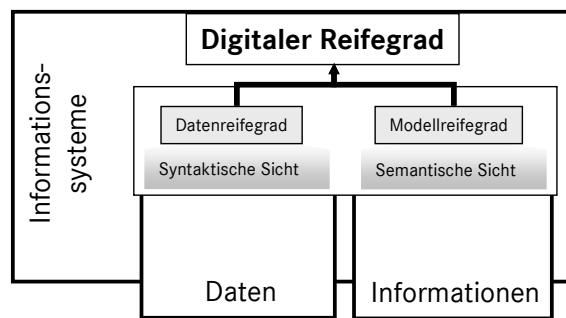 Digitaler Reifegrad
Informations-
systeme
Datenreifegrad
Modellreifegrad
Syntaktische Sicht
Semantische Sicht
Daten
Informationen